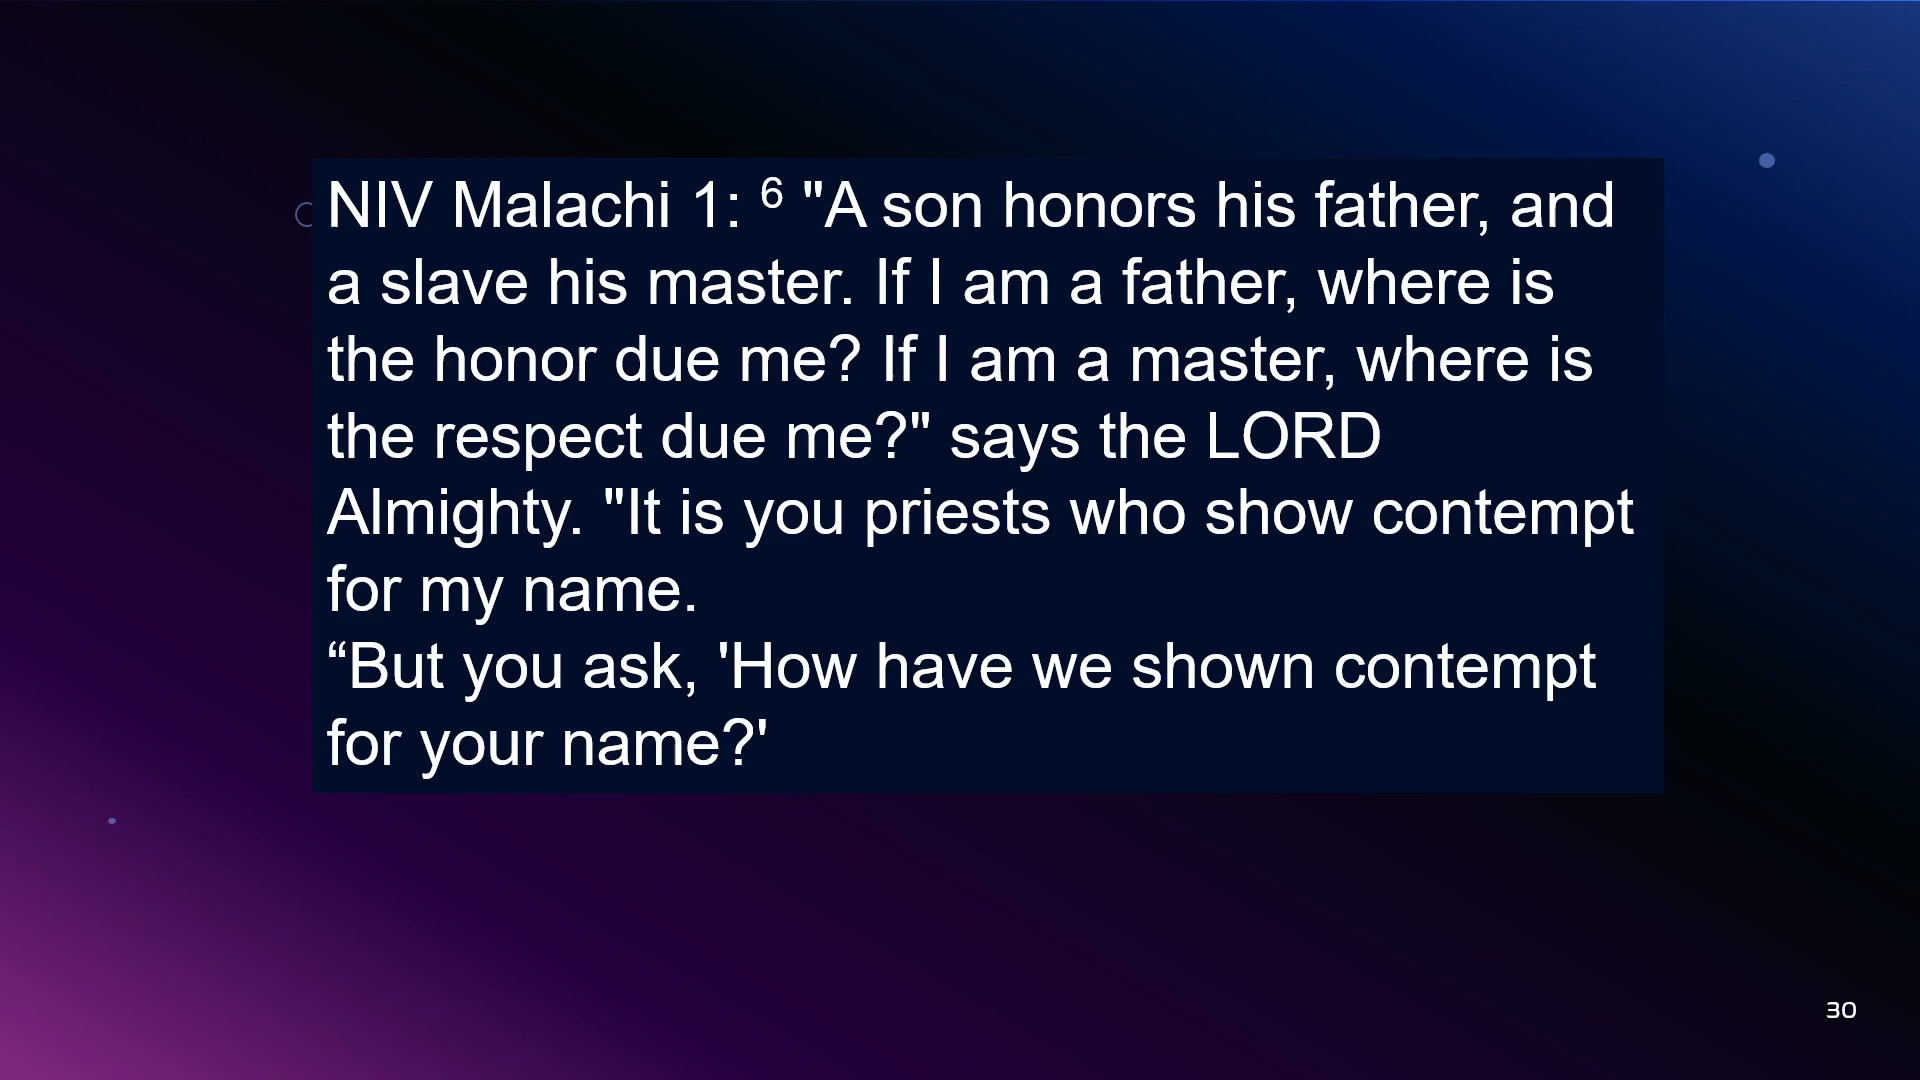 NIV Malachi 1: 6 "A son honors his father, and
a slave his master. If I am a father, where is
the honor due me? If I am a master, where is
the respect due me?" says the LORD
Almighty. "It is you priests who show contempt
for my name.
“But you ask, 'How have we shown contempt
for your name?'
30